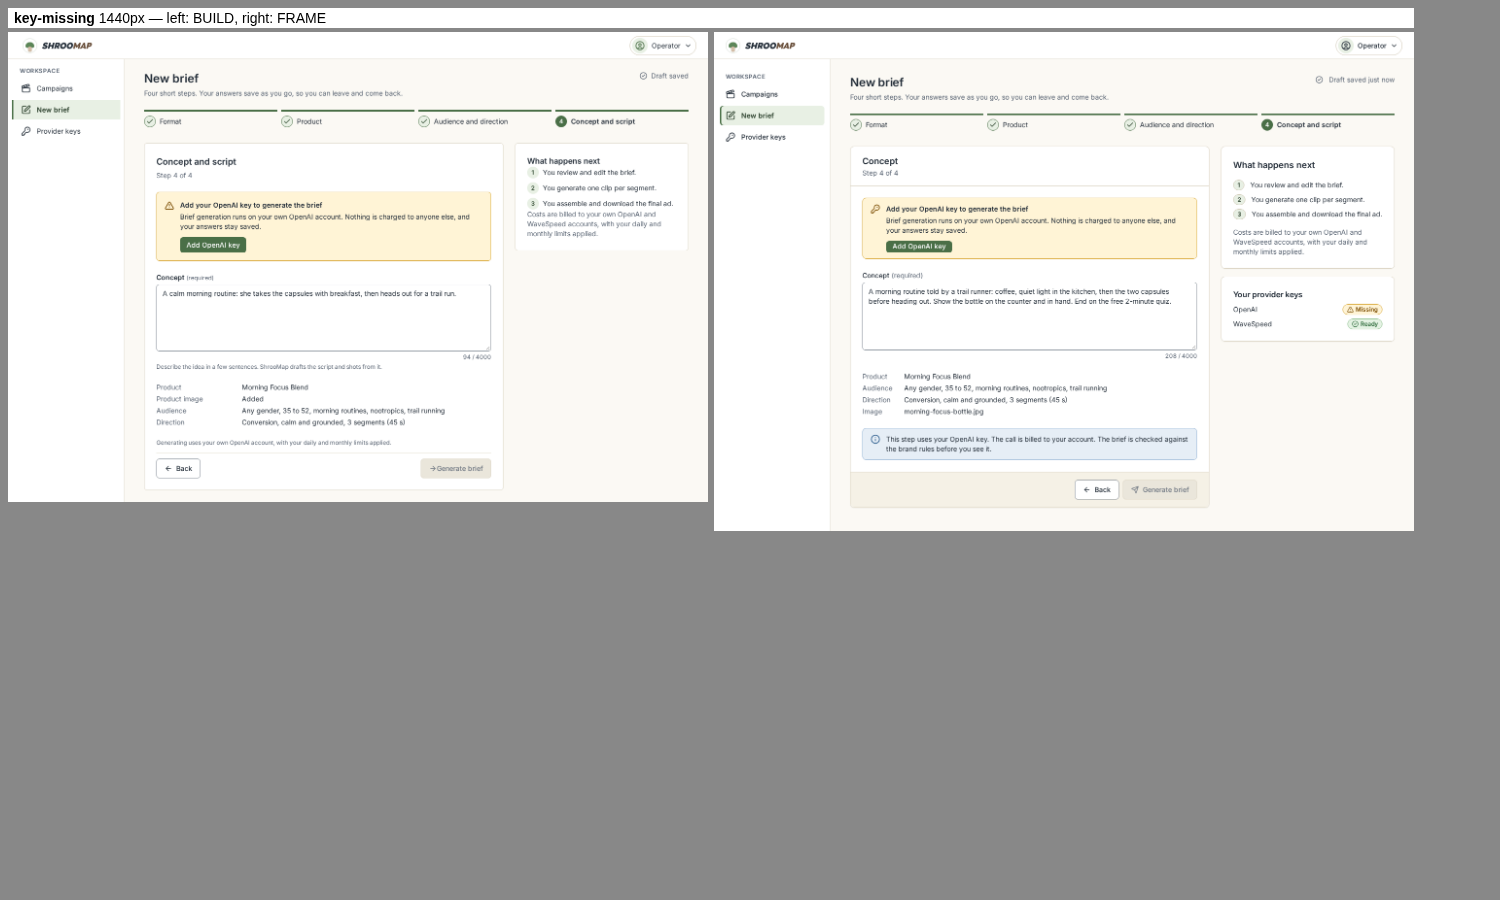 key-missing 1440px — left: BUILD, right: FRAME
SHROOMAP
Operator
WORKSPACE
Campaigns
New brief
Provider keys
New brief
Four short steps. Your answers save as you go, so you can leave and come back.
Draft saved
Format
Product
Audience and direction
4 Concept and script
Concept and script
Step 4 of 4
Add your OpenAI key to generate the brief
Brief generation runs on your own OpenAI account. Nothing is charged to anyone else, and
your answers stay saved.
Add OpenAI key
Concept (required)
A calm morning routine: she takes the capsules with breakfast, then heads out for a trail run.
94 / 4000
Describe the idea in a few sentences. ShrooMap drafts the script and shots from it.
Product Morning Focus Blend
Product image Added
Audience Any gender, 35 to 52, morning routines, nootropics, trail running
Direction Conversion, calm and grounded, 3 segments (45 s)
Generating uses your own OpenAI account, with your daily and monthly limits applied.
Back
Generate brief
What happens next
1 You review and edit the brief.
2 You generate one clip per segment.
3 You assemble and download the final ad.
Costs are billed to your own OpenAI and
WaveSpeed accounts, with your daily and
monthly limits applied.
SHROOMAP
Operator
WORKSPACE
Campaigns
New brief
Provider keys
New brief
Four short steps. Your answers save as you go, so you can leave and come back.
Draft saved just now
Format
Product
Audience and direction
4 Concept and script
Concept
Step 4 of 4
Add your OpenAI key to generate the brief
Brief generation runs on your own OpenAI account. Nothing is charged to anyone else, and
your answers stay saved.
Add OpenAI key
Concept (required)
A morning routine told by a trail runner: coffee, quiet light in the kitchen, then the two capsules
before heading out. Show the bottle on the counter and in hand. End on the free 2-minute quiz.
208 / 4000
Product Morning Focus Blend
Audience Any gender, 35 to 52, morning routines, nootropics, trail running
Direction Conversion, calm and grounded, 3 segments (45 s)
Image morning-focus-bottle.jpg
This step uses your OpenAI key. The call is billed to your account. The brief is checked against
the brand rules before you see it.
Back
Generate brief
What happens next
1 You review and edit the brief.
2 You generate one clip per segment.
3 You assemble and download the final ad.
Costs are billed to your own OpenAI and
WaveSpeed accounts, with your daily and
monthly limits applied.
Your provider keys
OpenAI Missing
WaveSpeed Ready